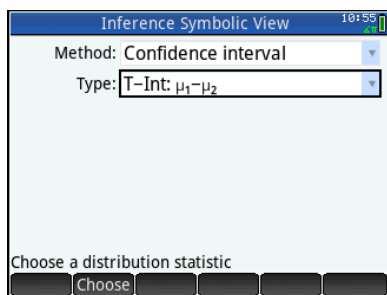 Inference Symbolic View 10:55
Method: Confidence interval
Type: T-Int: μ₁-μ₂
Choose a distribution statistic
Choose